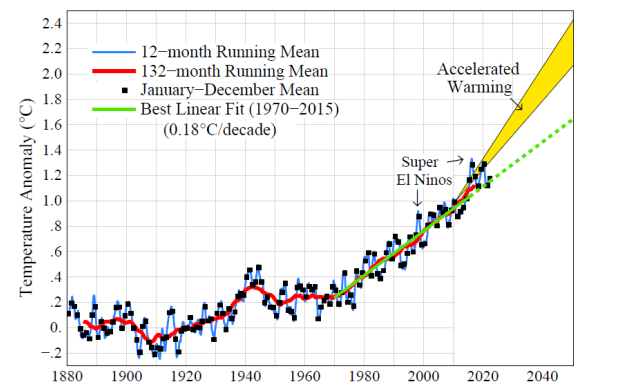 2.4
2.2
2.0
1.8
1.6
1.4
1.2
1.0
.8
.6
.4
.2
0.
-.2
Temperature Anomaly (°C)
12-month Running Mean
132-month Running Mean
January-December Mean
Best Linear Fit (1970-2015)
(0.18°C/decade)
Accelerated
Warming
Super
El Ninos
1880 1900 1920 1940 1960 1980 2000 2020 2040